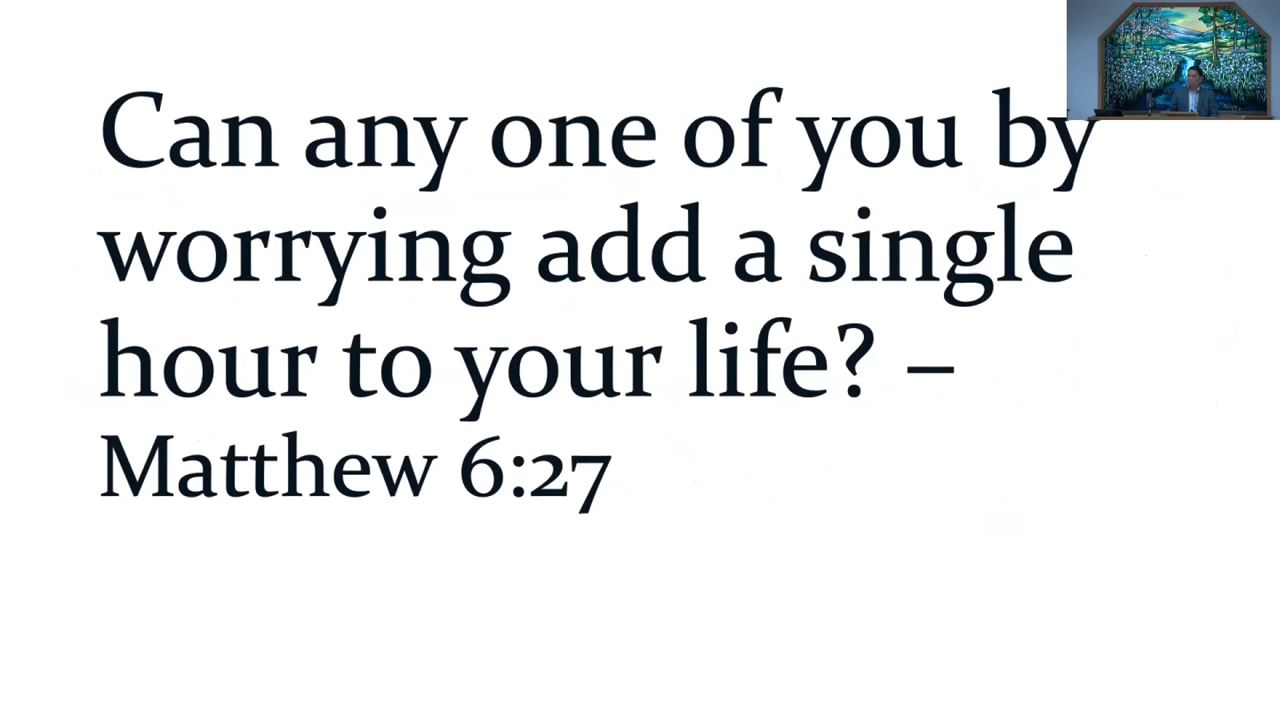 Can any one of you by
worrying add a single
hour to your life? –
Matthew 6:27